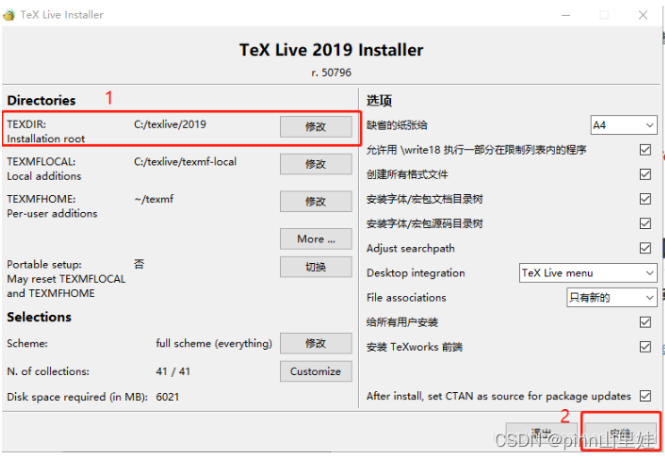 TeX Live Installer
TeX Live 2019 Installer
r. 50796
Directories
1
TEXDIR:
C:/texlive/2019
修改
Installation root
TEXMFLOCAL:
C:/texlive/texmf-local
修改
Local additions
TEXMFHOME:
~/texmf
修改
Per-user additions
More ...
Portable setup:
否
切换
May reset TEXMFLOCAL
and TEXMFHOME
Selections
Scheme:
full scheme (everything)
修改
N. of collections:
41 / 41
Customize
Disk space required (in MB):
6021
选项
缺省的纸张给
A4
允许用 \write18 执行一部分在限制列表内的程序
创建所有格式文件
安装字体/宏包文档目录树
安装字体/宏包源码目录树
Adjust searchpath
Desktop integration
TeX Live menu
File associations
只有新的
给所有用户安装
安装 TeXworks 前端
After install, set CTAN as source for package updates
2
退出
安装
CSDN @pinn山里娃